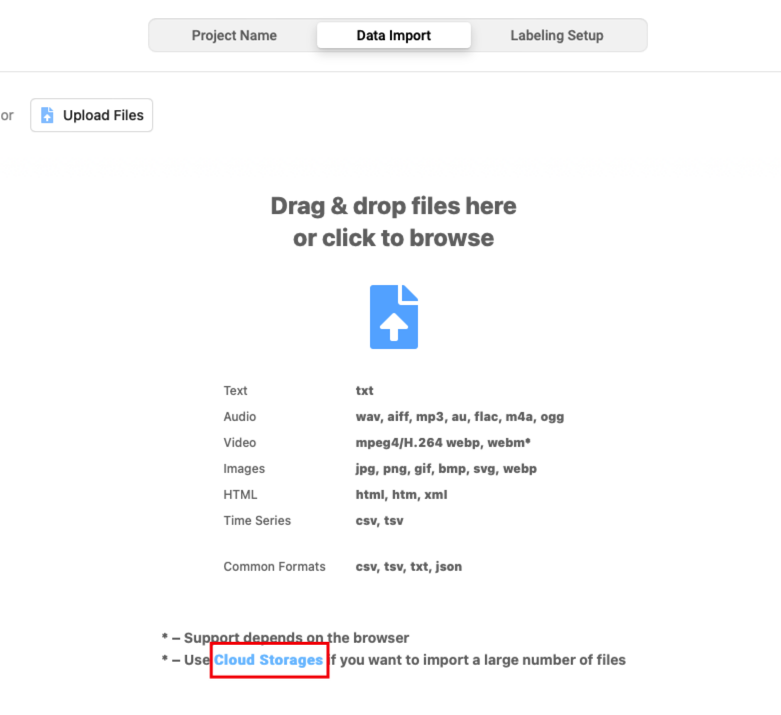 Project Name Data Import Labeling Setup
or Upload Files
Drag & drop files here
or click to browse
Text txt
Audio wav, aiff, mp3, au, flac, m4a, ogg
Video mpeg4/H.264 webp, webm*
Images jpg, png, gif, bmp, svg, webp
HTML html, htm, xml
Time Series csv, tsv
Common Formats csv, tsv, txt, json
* – Support depends on the browser
* – Use Cloud Storages if you want to import a large number of files